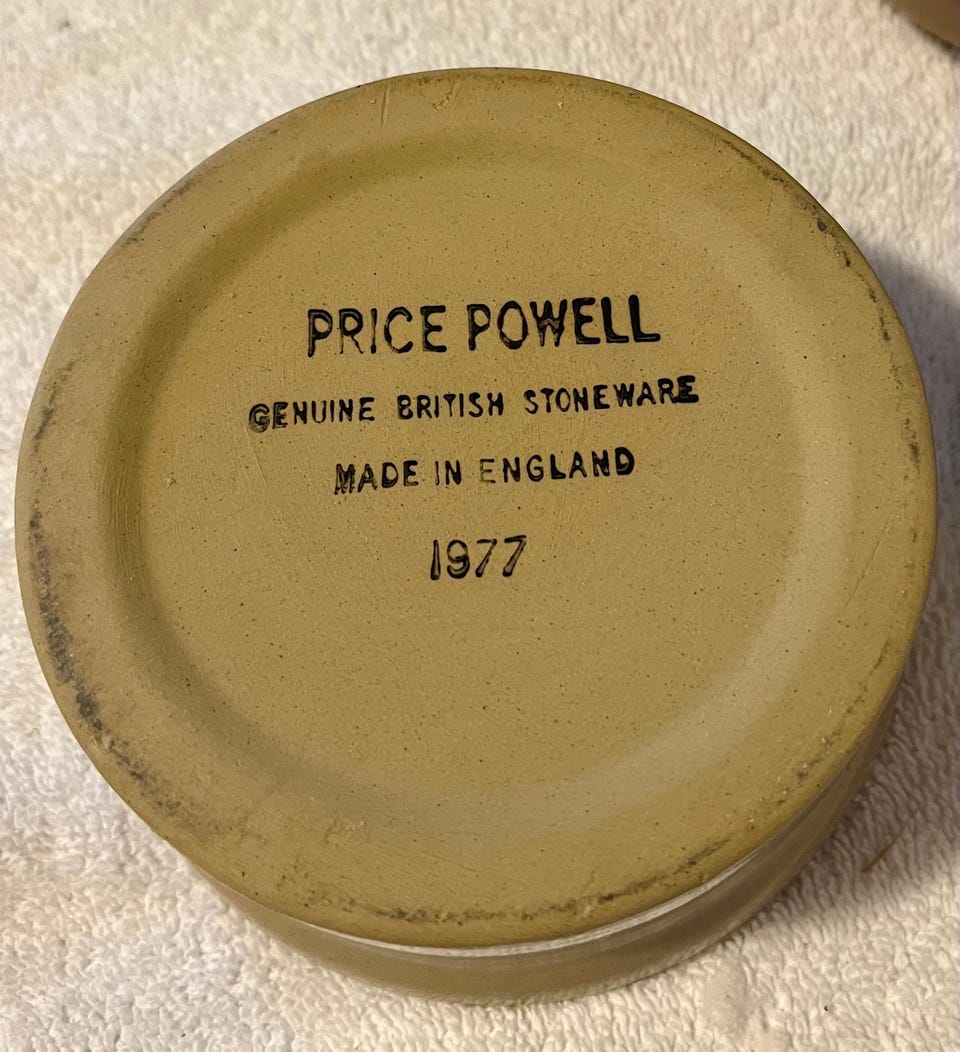 PRICE POWELL
GENUINE BRITISH STONEWARE
MADE IN ENGLAND
1977